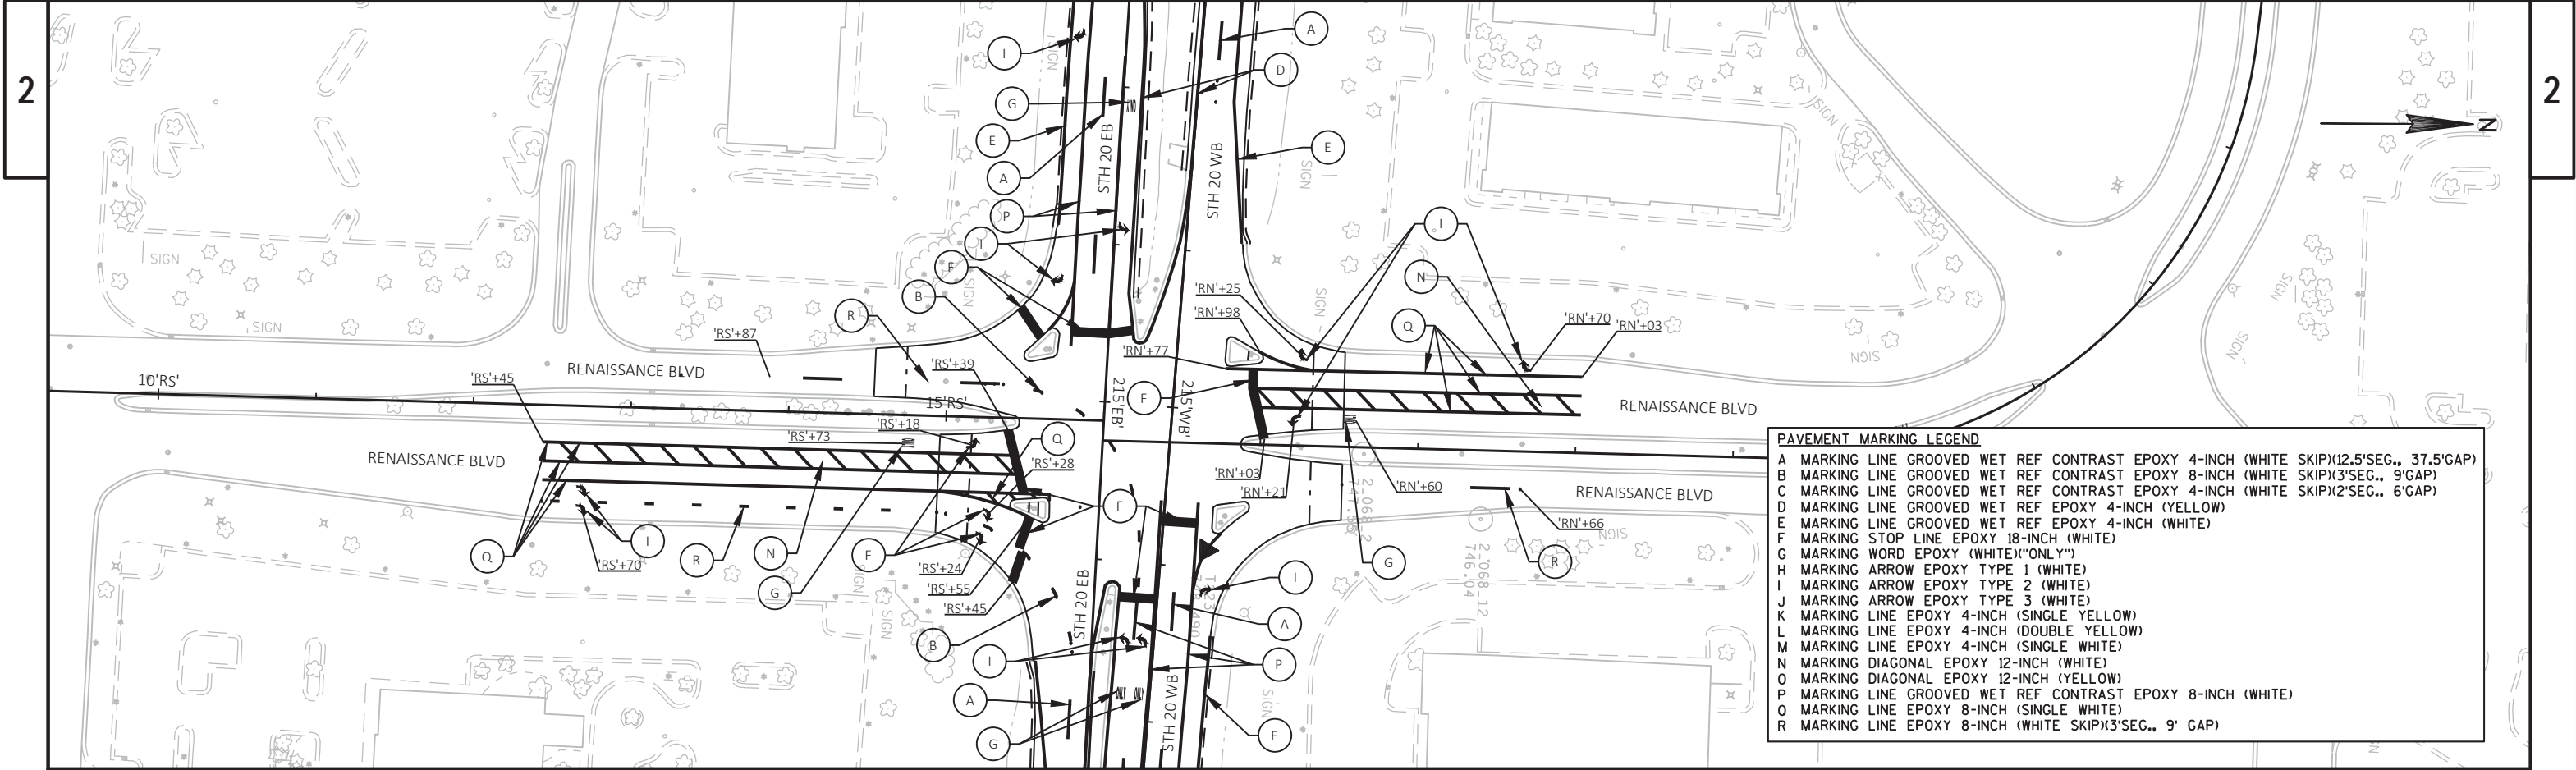 2
2
N
I
A
D
G
E
A
P
I
F
B
R
E
STH 20 EB
STH 20 WB
SIGN
SIGN
SIGN
SIGN
SIGN
SIGN
SIGN
SIGN
I
N
Q
'RN'+25
'RN'+98
'RN'+77
'RN'+70
'RN'+03
'RS'+87
'RS'+39
'RS'+45
10'RS'
15'RS'
RENAISSANCE BLVD
RENAISSANCE BLVD
RENAISSANCE BLVD
RENAISSANCE BLVD
215'EB'
215'WB'
F
'RS'+18
'RS'+73
Q
'RS'+28
'RN'+03
'RN'+21
'RN'+60
'RN'+66
F
Q
I
'RS'+70
R
N
G
F
'RS'+24
'RS'+55
'RS'+45
B
I
A
G
STH 20 EB
STH 20 WB
ONLY ONLY
I
A
P
E
G
R
SIGN
SIGN
SIGN
SIGN
2-068-12
746.04
PAVEMENT MARKING LEGEND
A MARKING LINE GROOVED WET REF CONTRAST EPOXY 4-INCH (WHITE SKIP)(12.5'SEG., 37.5'GAP)
B MARKING LINE GROOVED WET REF CONTRAST EPOXY 8-INCH (WHITE SKIP)(3'SEG., 9'GAP)
C MARKING LINE GROOVED WET REF CONTRAST EPOXY 4-INCH (WHITE SKIP)(2'SEG., 6'GAP)
D MARKING LINE GROOVED WET REF EPOXY 4-INCH (YELLOW)
E MARKING LINE GROOVED WET REF EPOXY 4-INCH (WHITE)
F MARKING STOP LINE EPOXY 18-INCH (WHITE)
G MARKING WORD EPOXY (WHITE)("ONLY")
H MARKING ARROW EPOXY TYPE 1 (WHITE)
I MARKING ARROW EPOXY TYPE 2 (WHITE)
J MARKING ARROW EPOXY TYPE 3 (WHITE)
K MARKING LINE EPOXY 4-INCH (SINGLE YELLOW)
L MARKING LINE EPOXY 4-INCH (DOUBLE YELLOW)
M MARKING LINE EPOXY 4-INCH (SINGLE WHITE)
N MARKING DIAGONAL EPOXY 12-INCH (WHITE)
O MARKING DIAGONAL EPOXY 12-INCH (YELLOW)
P MARKING LINE GROOVED WET REF CONTRAST EPOXY 8-INCH (WHITE)
Q MARKING LINE EPOXY 8-INCH (SINGLE WHITE)
R MARKING LINE EPOXY 8-INCH (WHITE SKIP)(3'SEG., 9' GAP)